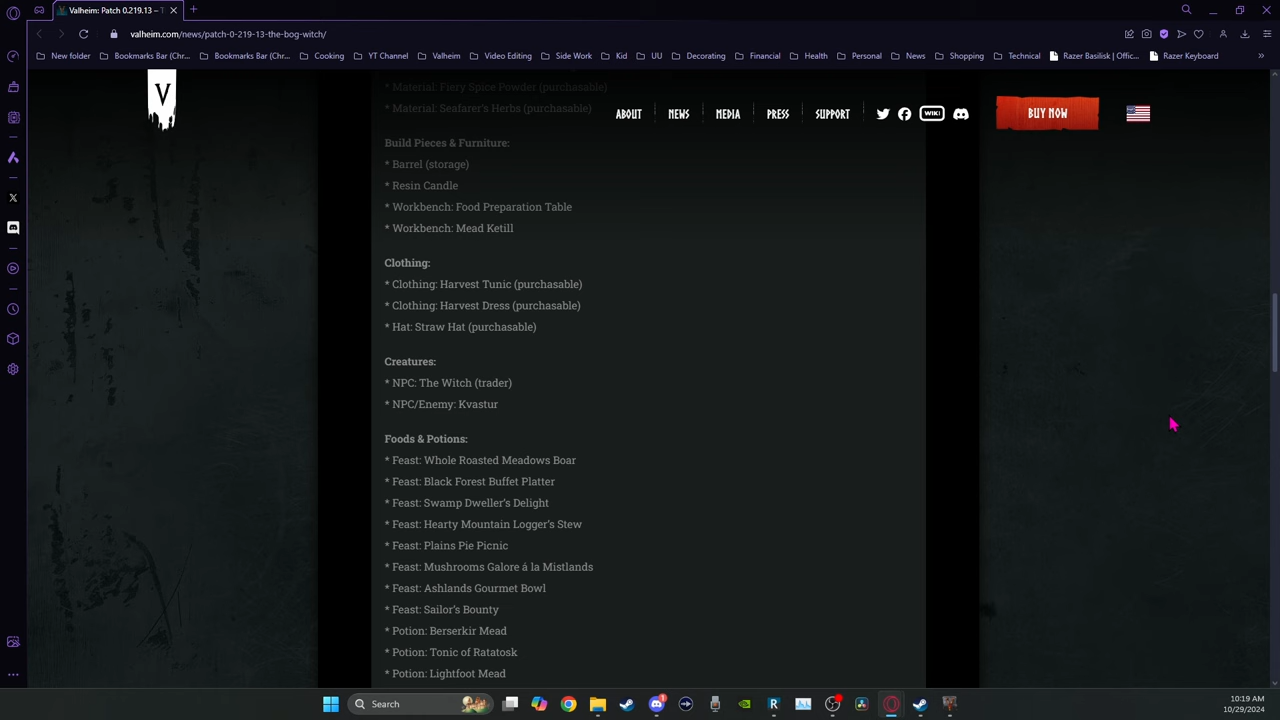 Valheim: Patch 0.219.13 – T
valheim.com/news/patch-0-219-13-the-bog-witch/
New folder
Bookmarks Bar (Chr...
Bookmarks Bar (Chr...
Cooking
YT Channel
Valheim
Video Editing
Side Work
Kid
UU
Decorating
Financial
Health
Personal
News
Shopping
Technical
Razer Basilisk | Offic...
Razer Keyboard
V
ABOUT
NEWS
MEDIA
PRESS
SUPPORT
WIKI
BUY NOW
* Material: Fiery Spice Powder (purchasable)
* Material: Seafarer's Herbs (purchasable)
Build Pieces & Furniture:
* Barrel (storage)
* Resin Candle
* Workbench: Food Preparation Table
* Workbench: Mead Ketill
Clothing:
* Clothing: Harvest Tunic (purchasable)
* Clothing: Harvest Dress (purchasable)
* Hat: Straw Hat (purchasable)
Creatures:
* NPC: The Witch (trader)
* NPC/Enemy: Kvastur
Foods & Potions:
* Feast: Whole Roasted Meadows Boar
* Feast: Black Forest Buffet Platter
* Feast: Swamp Dweller's Delight
* Feast: Hearty Mountain Logger's Stew
* Feast: Plains Pie Picnic
* Feast: Mushrooms Galore á la Mistlands
* Feast: Ashlands Gourmet Bowl
* Feast: Sailor's Bounty
* Potion: Berserkir Mead
* Potion: Tonic of Ratatosk
* Potion: Lightfoot Mead
Search
1
10:19 AM
10/29/2024